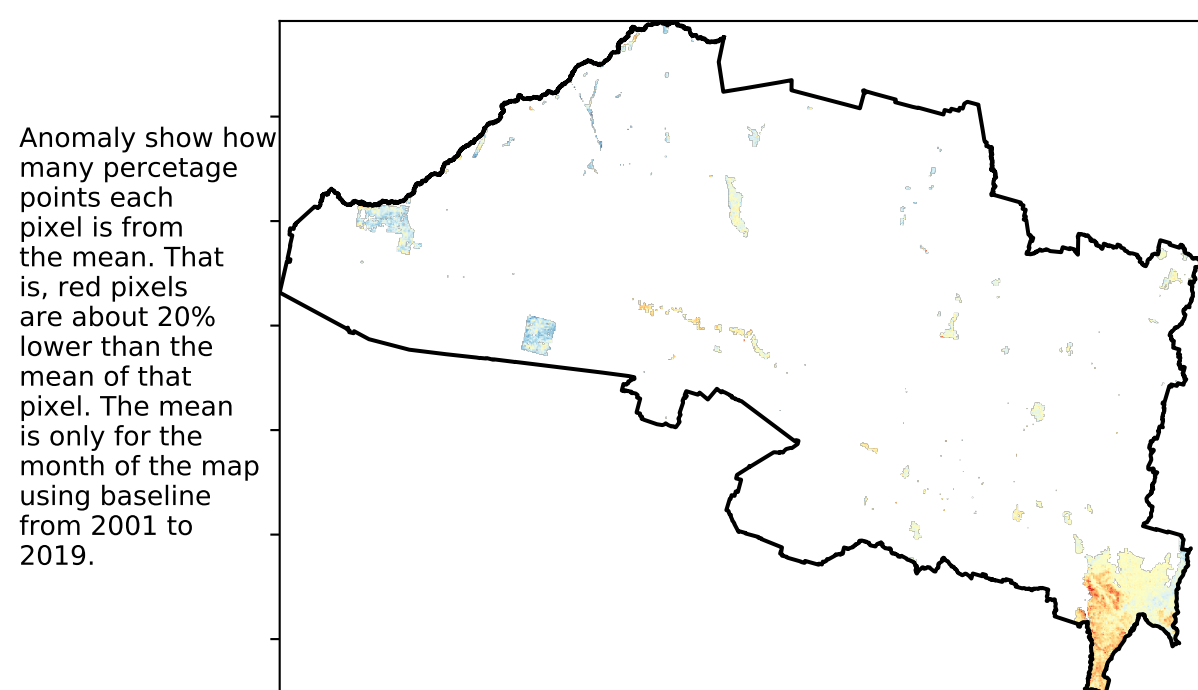 Anomaly show how
many percetage
points each
pixel is from
the mean. That
is, red pixels
are about 20%
lower than the
mean of that
pixel. The mean
is only for the
month of the map
using baseline
from 2001 to
2019.